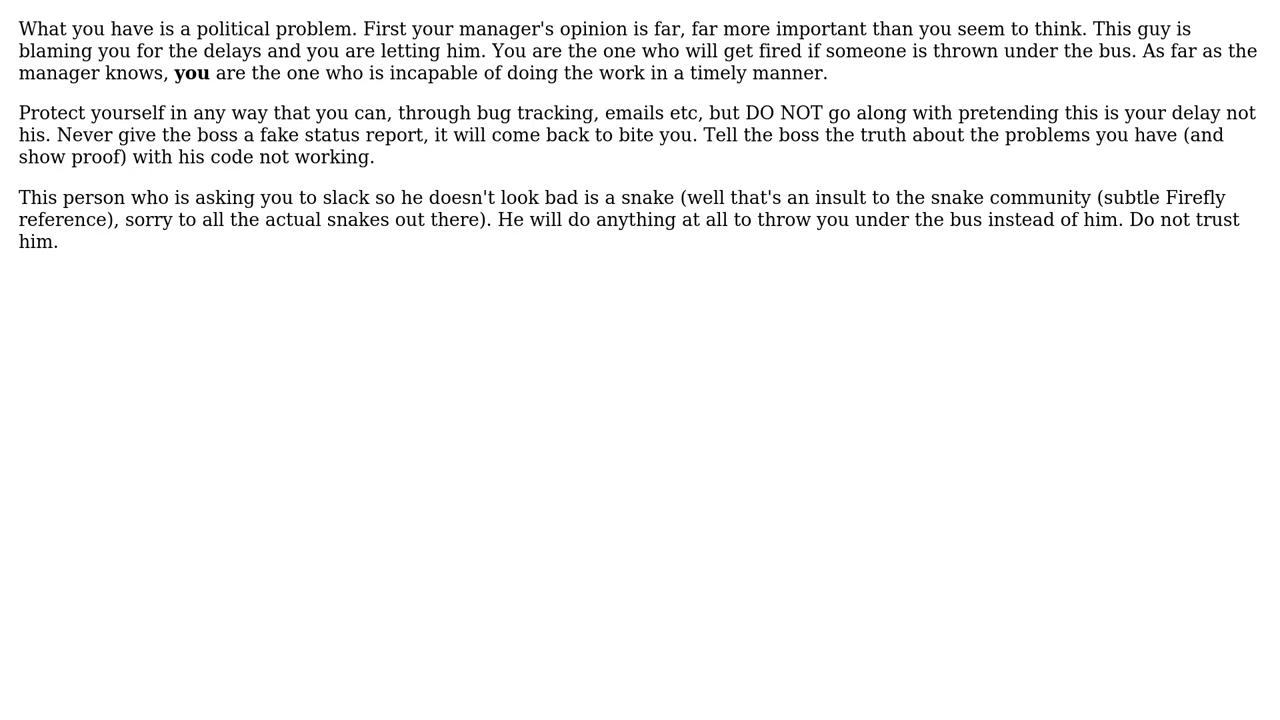 What you have is a political problem. First your manager's opinion is far, far more important than you seem to think. This guy is
blaming you for the delays and you are letting him. You are the one who will get fired if someone is thrown under the bus. As far as the
manager knows, you are the one who is incapable of doing the work in a timely manner.
Protect yourself in any way that you can, through bug tracking, emails etc, but DO NOT go along with pretending this is your delay not
his. Never give the boss a fake status report, it will come back to bite you. Tell the boss the truth about the problems you have (and
show proof) with his code not working.
This person who is asking you to slack so he doesn't look bad is a snake (well that's an insult to the snake community (subtle Firefly
reference), sorry to all the actual snakes out there). He will do anything at all to throw you under the bus instead of him. Do not trust
him.